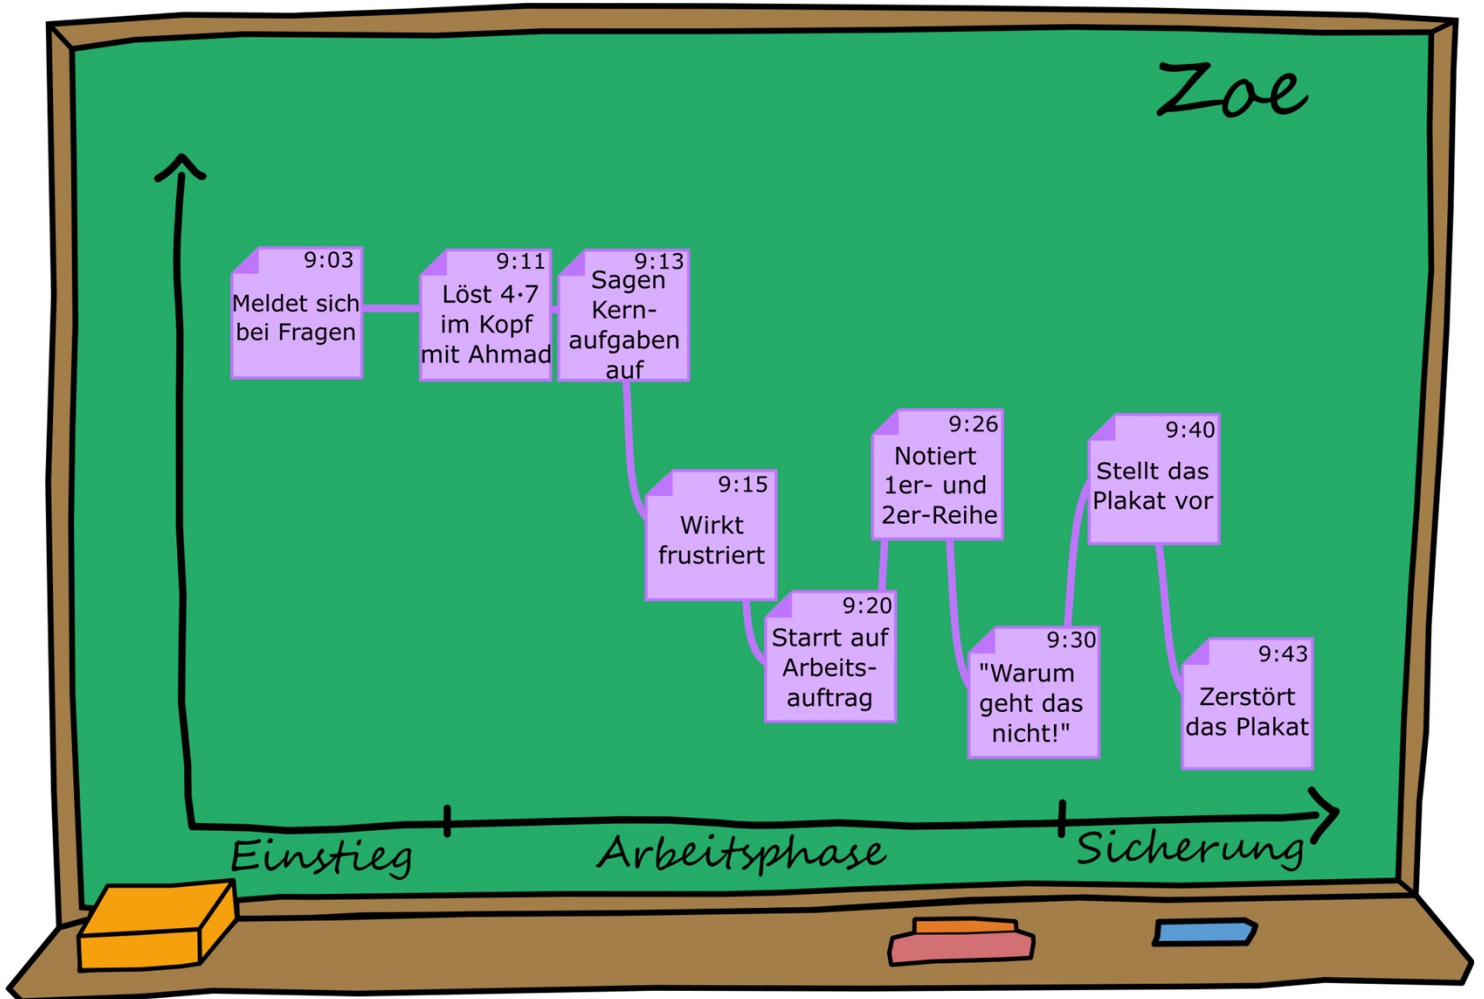 Zoe
9:03
Meldet sich
bei Fragen
9:11
Löst 4·7
im Kopf
mit Ahmad
9:13
Sagen
Kern-
aufgaben
auf
9:15
Wirkt
frustriert
9:20
Starrt auf
Arbeits-
auftrag
9:26
Notiert
1er- und
2er-Reihe
9:30
"Warum
geht das
nicht!"
9:40
Stellt das
Plakat vor
9:43
Zerstört
das Plakat
Einstieg
Arbeitsphase
Sicherung